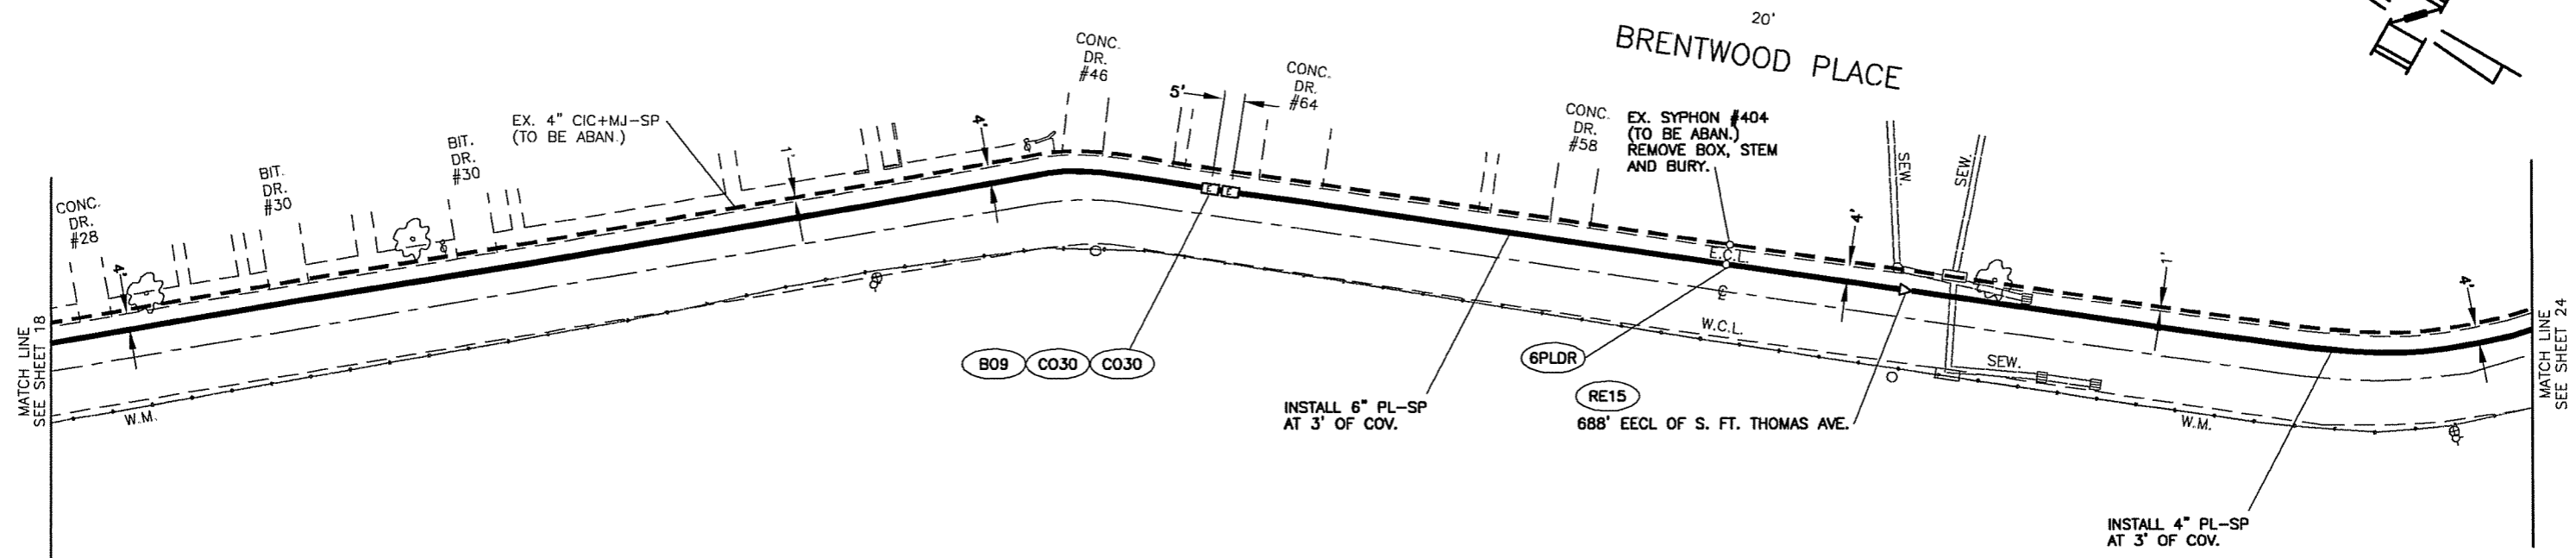 20'
BRENTWOOD PLACE
CONC.
DR.
#46
5'
CONC.
DR.
#64
CONC.
DR.
#58
EX. SYPHON #404
(TO BE ABAN.)
REMOVE BOX, STEM
AND BURY.
EX. 4" CIC+MJ-SP
(TO BE ABAN.)
BIT.
DR.
#30
BIT.
DR.
#30
CONC.
DR.
#28
4'
1'
4'
SEW.
SEW.
4'
1'
4'
E.C.L.
E
E
MATCH LINE
SEE SHEET 18
W.M.
W.C.L.
B09
CO30
CO30
6PLDR
SEW.
RE15
688' EECL OF S. FT. THOMAS AVE.
INSTALL 6" PL-SP
AT 3' OF COV.
W.M.
MATCH LINE
SEE SHEET 24
INSTALL 4" PL-SP
AT 3' OF COV.